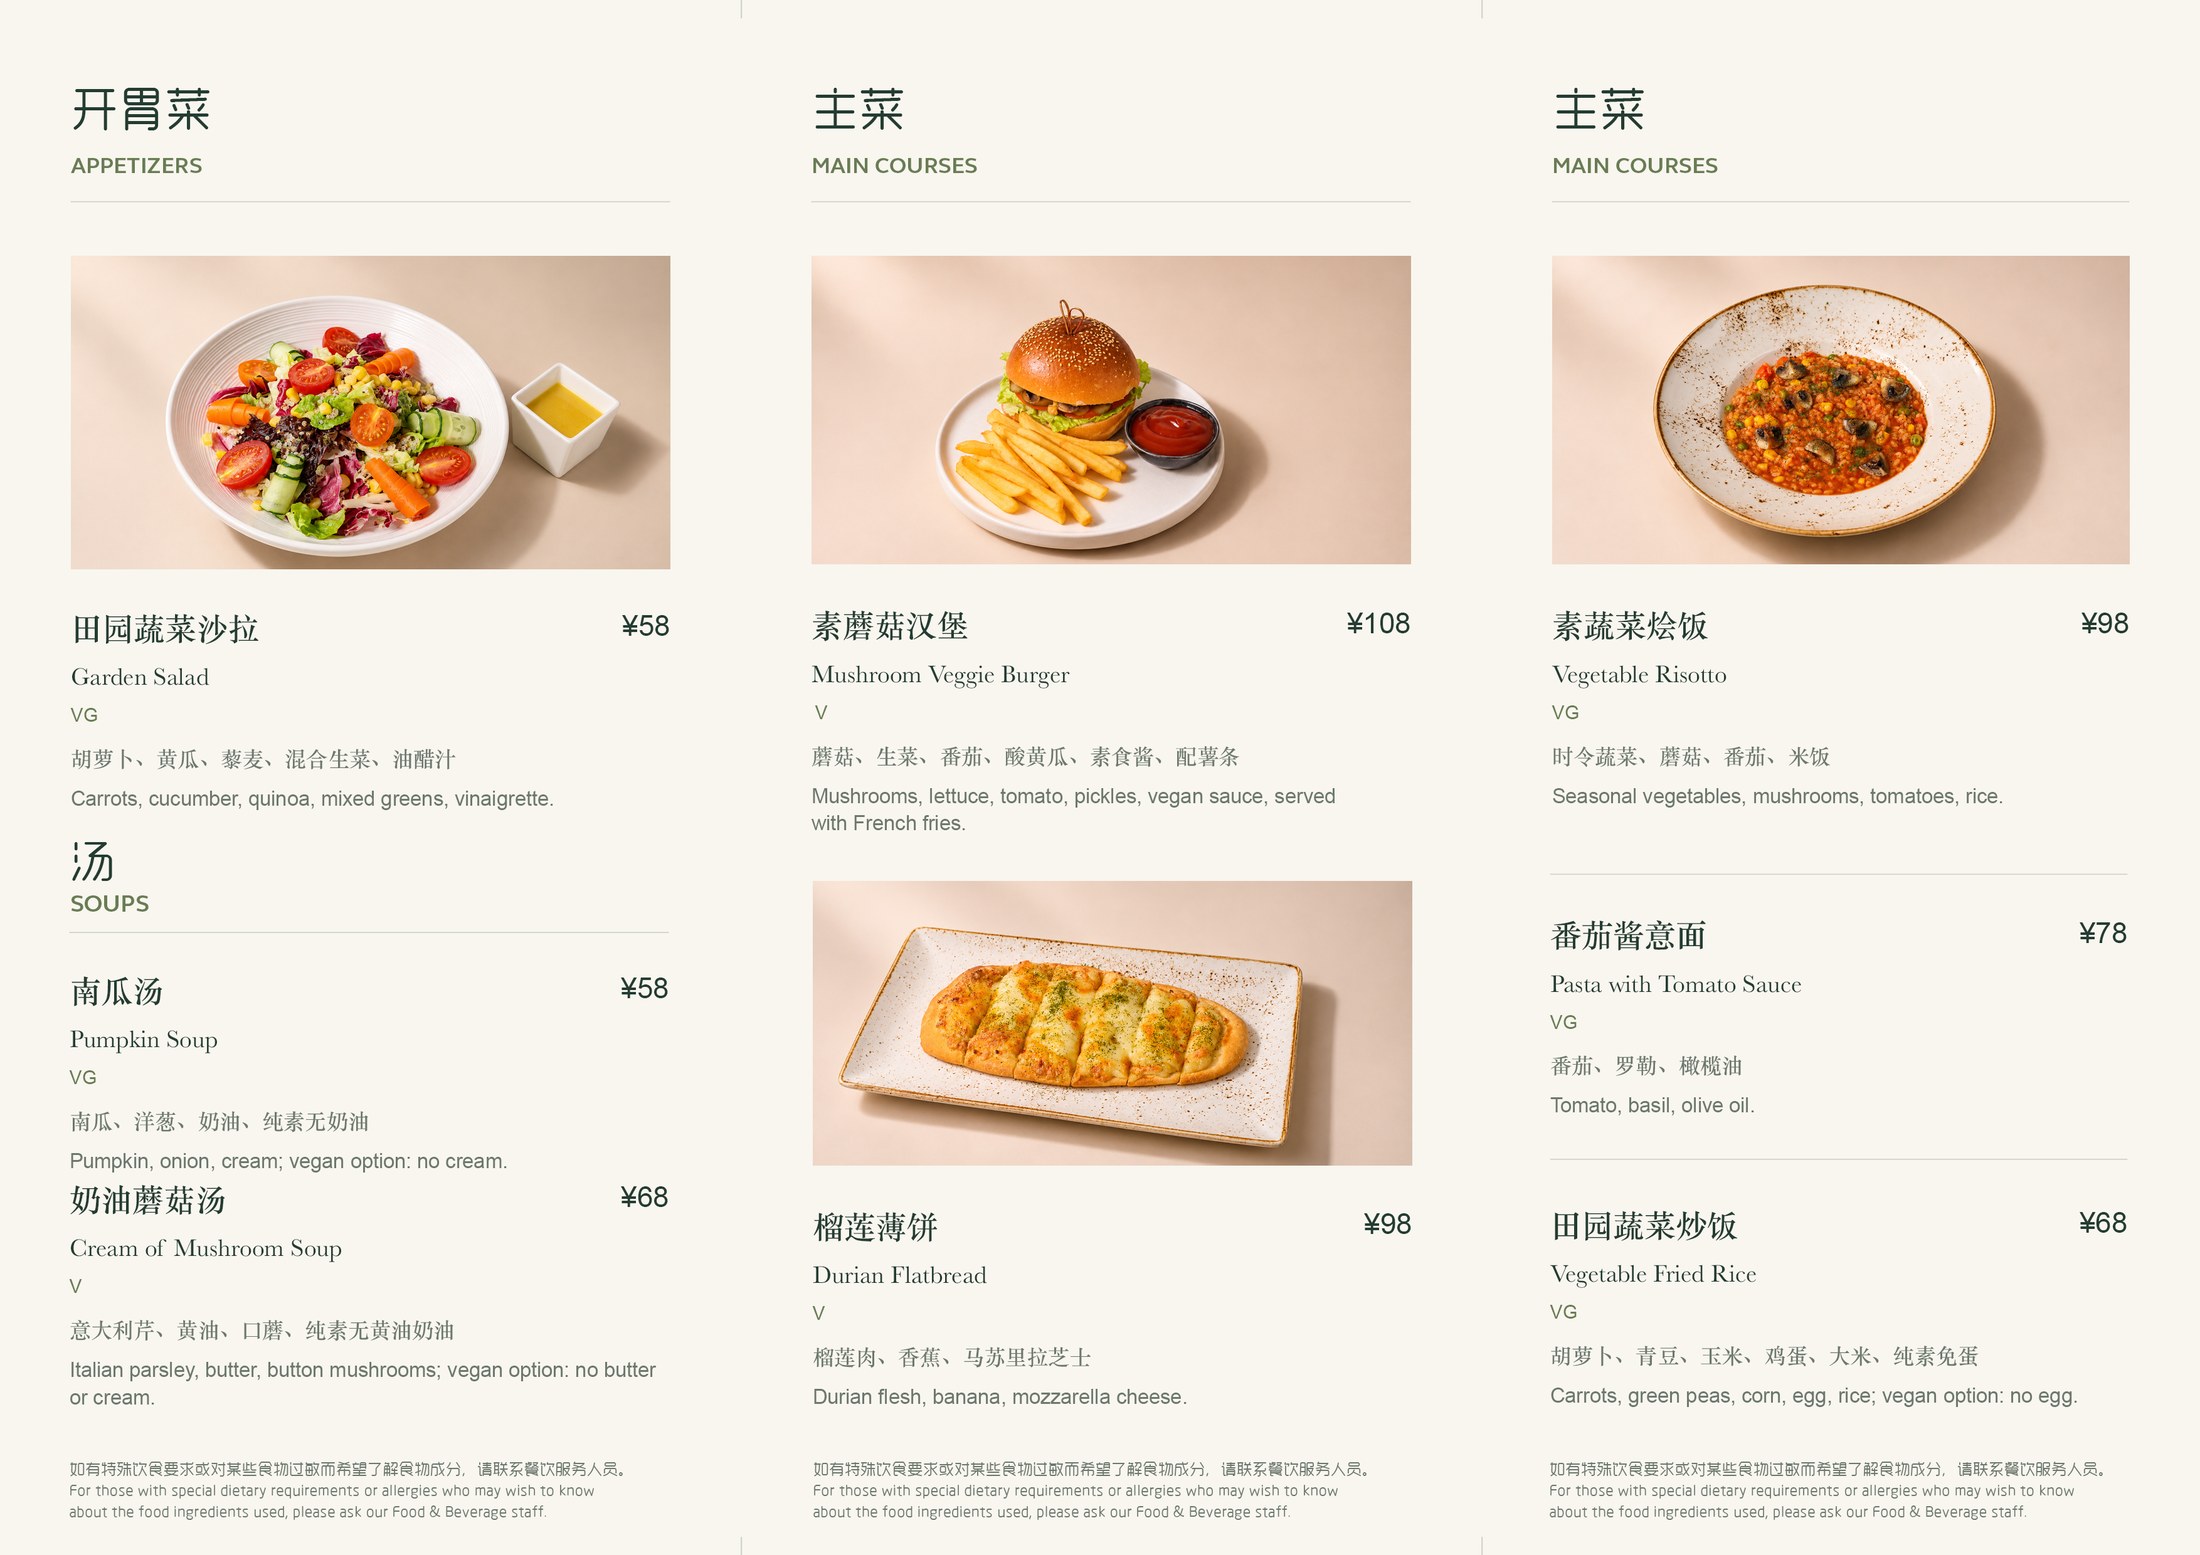 开胃菜
APPETIZERS
田园蔬菜沙拉 ¥58
Garden Salad
VG
胡萝卜、黄瓜、藜麦、混合生菜、油醋汁
Carrots, cucumber, quinoa, mixed greens, vinaigrette.
汤
SOUPS
南瓜汤 ¥58
Pumpkin Soup
VG
南瓜、洋葱、奶油、纯素无奶油
Pumpkin, onion, cream; vegan option: no cream.
奶油蘑菇汤 ¥68
Cream of Mushroom Soup
V
意大利芹、黄油、口蘑、纯素无黄油奶油
Italian parsley, butter, button mushrooms; vegan option: no butter
or cream.
如有特殊饮食要求或对某些食物过敏而希望了解食物成分，请联系餐饮服务人员。
For those with special dietary requirements or allergies who may wish to know
about the food ingredients used, please ask our Food & Beverage staff.
主菜
MAIN COURSES
素蘑菇汉堡 ¥108
Mushroom Veggie Burger
V
蘑菇、生菜、番茄、酸黄瓜、素食酱、配薯条
Mushrooms, lettuce, tomato, pickles, vegan sauce, served
with French fries.
榴莲薄饼 ¥98
Durian Flatbread
V
榴莲肉、香蕉、马苏里拉芝士
Durian flesh, banana, mozzarella cheese.
如有特殊饮食要求或对某些食物过敏而希望了解食物成分，请联系餐饮服务人员。
For those with special dietary requirements or allergies who may wish to know
about the food ingredients used, please ask our Food & Beverage staff.
主菜
MAIN COURSES
素蔬菜烩饭 ¥98
Vegetable Risotto
VG
时令蔬菜、蘑菇、番茄、米饭
Seasonal vegetables, mushrooms, tomatoes, rice.
番茄酱意面 ¥78
Pasta with Tomato Sauce
VG
番茄、罗勒、橄榄油
Tomato, basil, olive oil.
田园蔬菜炒饭 ¥68
Vegetable Fried Rice
VG
胡萝卜、青豆、玉米、鸡蛋、大米、纯素免蛋
Carrots, green peas, corn, egg, rice; vegan option: no egg.
如有特殊饮食要求或对某些食物过敏而希望了解食物成分，请联系餐饮服务人员。
For those with special dietary requirements or allergies who may wish to know
about the food ingredients used, please ask our Food & Beverage staff.